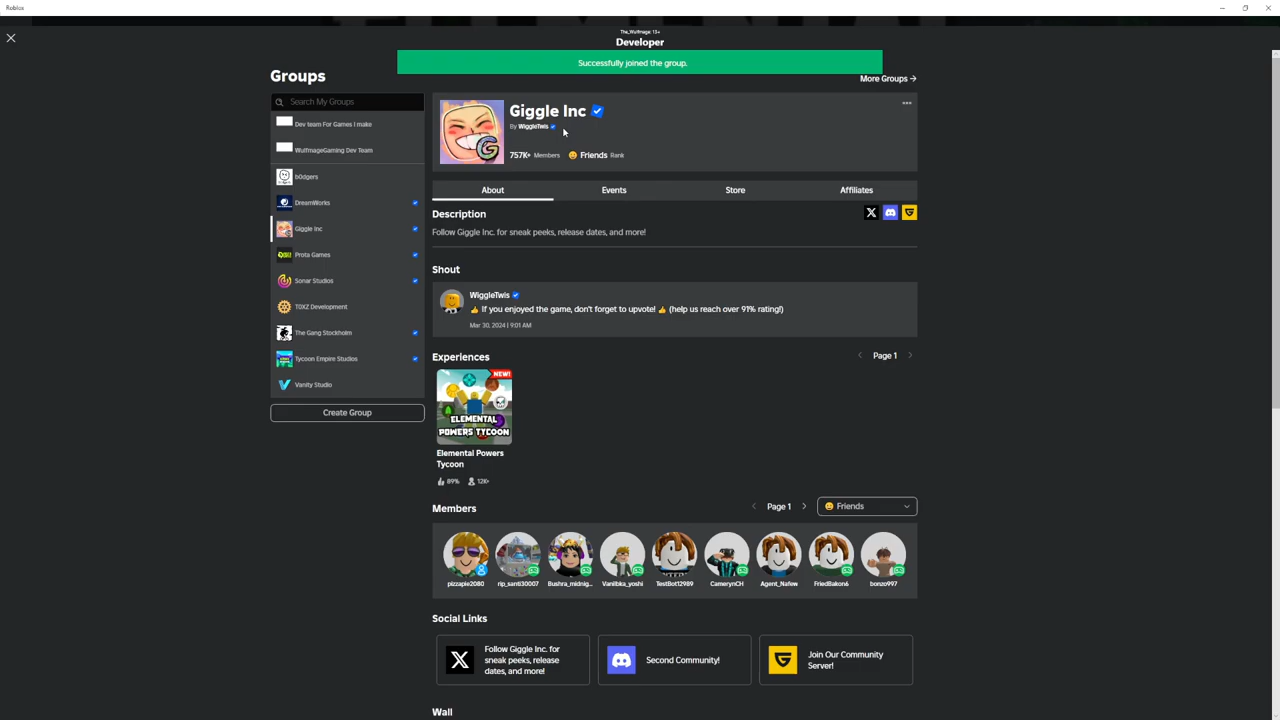 Roblox
The_Wulfmage: 13+
Developer
Successfully joined the group.
Groups
More Groups →
Search My Groups
Dev team For Games I make
WulfmageGaming Dev Team
b0dgers
DreamWorks
Giggle Inc
Prota Games
Sonar Studios
T0XZ Development
The Gang Stockholm
Tycoon Empire Studios
Vanity Studio
Create Group
Giggle Inc
By WiggleTwis
757K+ Members
Friends Rank
About
Events
Store
Affiliates
Description
Follow Giggle Inc. for sneak peeks, release dates, and more!
Shout
WiggleTwis
👍 If you enjoyed the game, don't forget to upvote! 👍 (help us reach over 91% rating!)
Mar 30, 2024 | 9:01 AM
Experiences
Page 1
NEW!
ELEMENTAL
POWERS TYCOON
Elemental Powers
Tycoon
89%
12K+
Members
Page 1
Friends
pizzapie2080
rip_santi30007
Bushra_midnig...
Vanilbka_yoshi
TestBot12989
CamerynCH
Agent_Nafew
FriedBakon6
bonzo997
Social Links
Follow Giggle Inc. for
sneak peeks, release
dates, and more!
Second Community!
Join Our Community
Server!
Wall